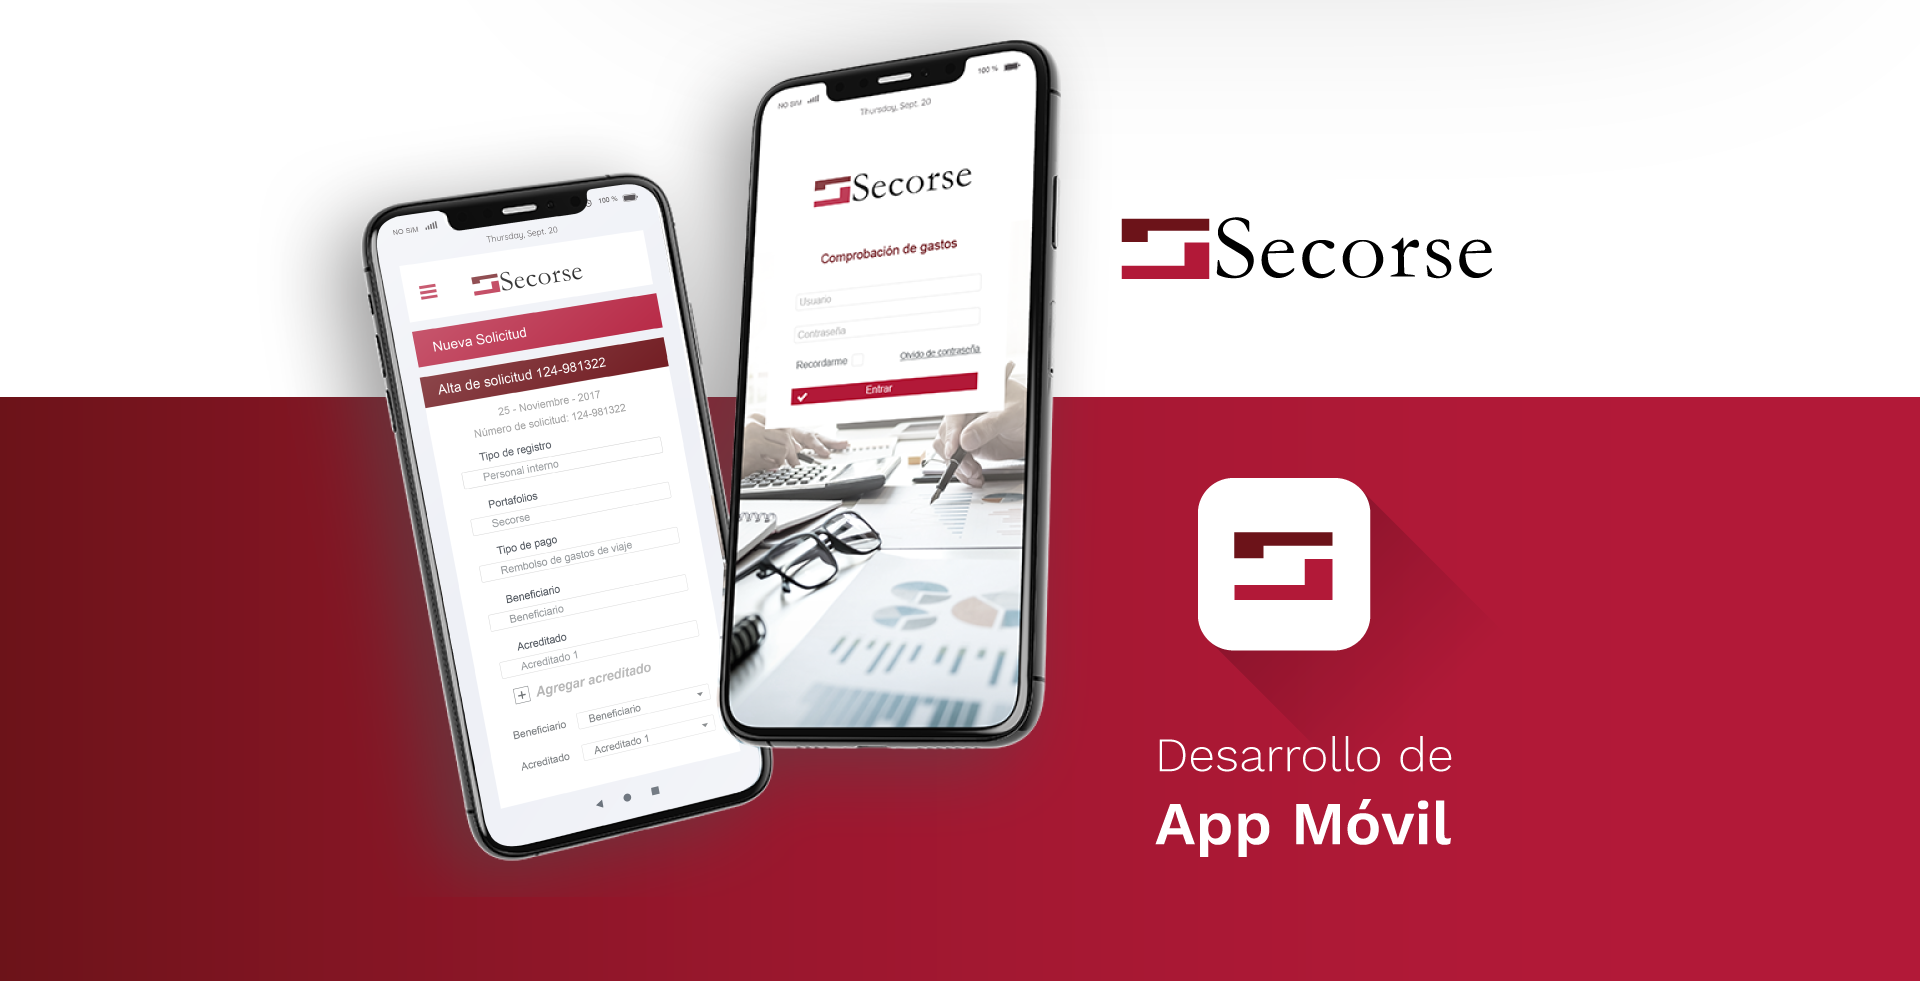 NO SIM
100 %
Thursday, Sept. 20
Secorse
Nueva Solicitud
Alta de solicitud 124-981322
25 - Noviembre - 2017
Número de solicitud: 124-981322
Tipo de registro
Personal interno
Portafolios
Secorse
Tipo de pago
Rembolso de gastos de viaje
Beneficiario
Beneficiario
Acreditado
Acreditado 1
+ Agregar acreditado
Beneficiario Beneficiario
Acreditado Acreditado 1
NO SIM
100 %
Thursday, Sept. 20
Secorse
Comprobación de gastos
Usuario
Contraseña
Recordarme Olvido de contraseña
Entrar
Secorse
Desarrollo de
App Móvil